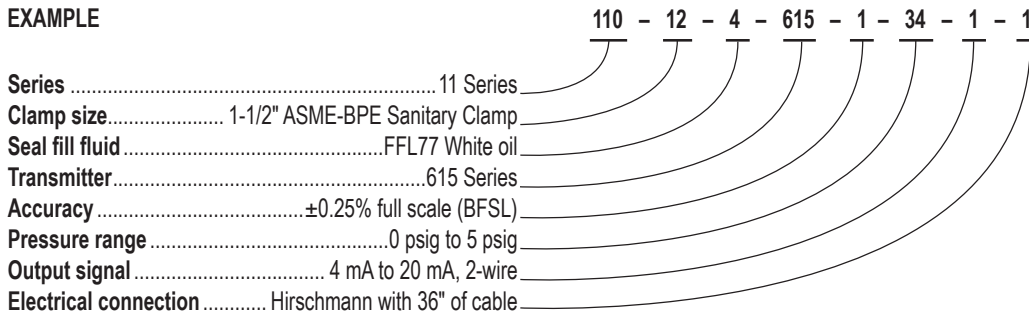 EXAMPLE 110 – 12 – 4 – 615 – 1 – 34 – 1 – 1
Series ........................................................................ 11 Series
Clamp size...................... 1-1/2" ASME-BPE Sanitary Clamp
Seal fill fluid ...................................................FFL77 White oil
Transmitter..............................................................615 Series
Accuracy ........................................±0.25% full scale (BFSL)
Pressure range ...............................................0 psig to 5 psig
Output signal ..................................... 4 mA to 20 mA, 2-wire
Electrical connection ............ Hirschmann with 36" of cable